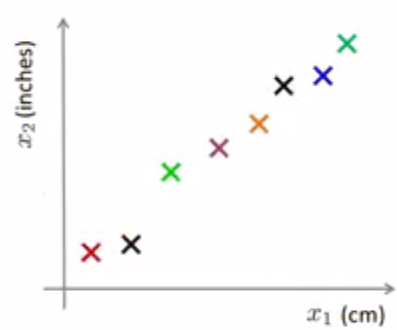 x₂ (inches)
x₁ (cm)